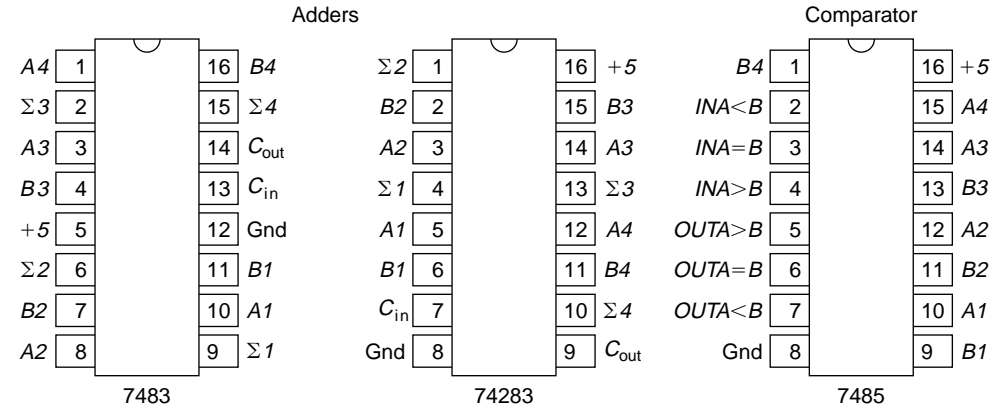 Adders Comparator
A4 1 16 B4 Σ2 1 16 +5 B4 1 16 +5
Σ3 2 15 Σ4 B2 2 15 B3 INA<B 2 15 A4
A3 3 14 Cout A2 3 14 A3 INA=B 3 14 A3
B3 4 13 Cin Σ1 4 13 Σ3 INA>B 4 13 B3
+5 5 12 Gnd A1 5 12 A4 OUTA>B 5 12 A2
Σ2 6 11 B1 B1 6 11 B4 OUTA=B 6 11 B2
B2 7 10 A1 Cin 7 10 Σ4 OUTA<B 7 10 A1
A2 8 9 Σ1 Gnd 8 9 Cout Gnd 8 9 B1
7483 74283 7485